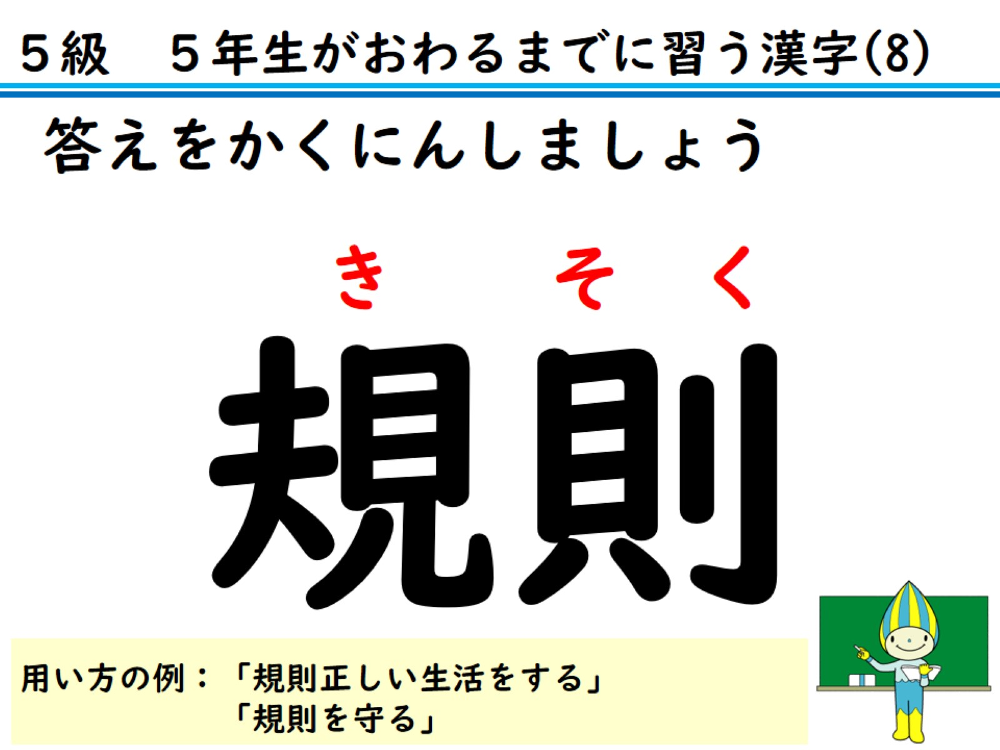 ５級　５年生がおわるまでに習う漢字(8)
答えをかくにんしましょう
き　そ　く
規則
用い方の例：「規則正しい生活をする」
「規則を守る」